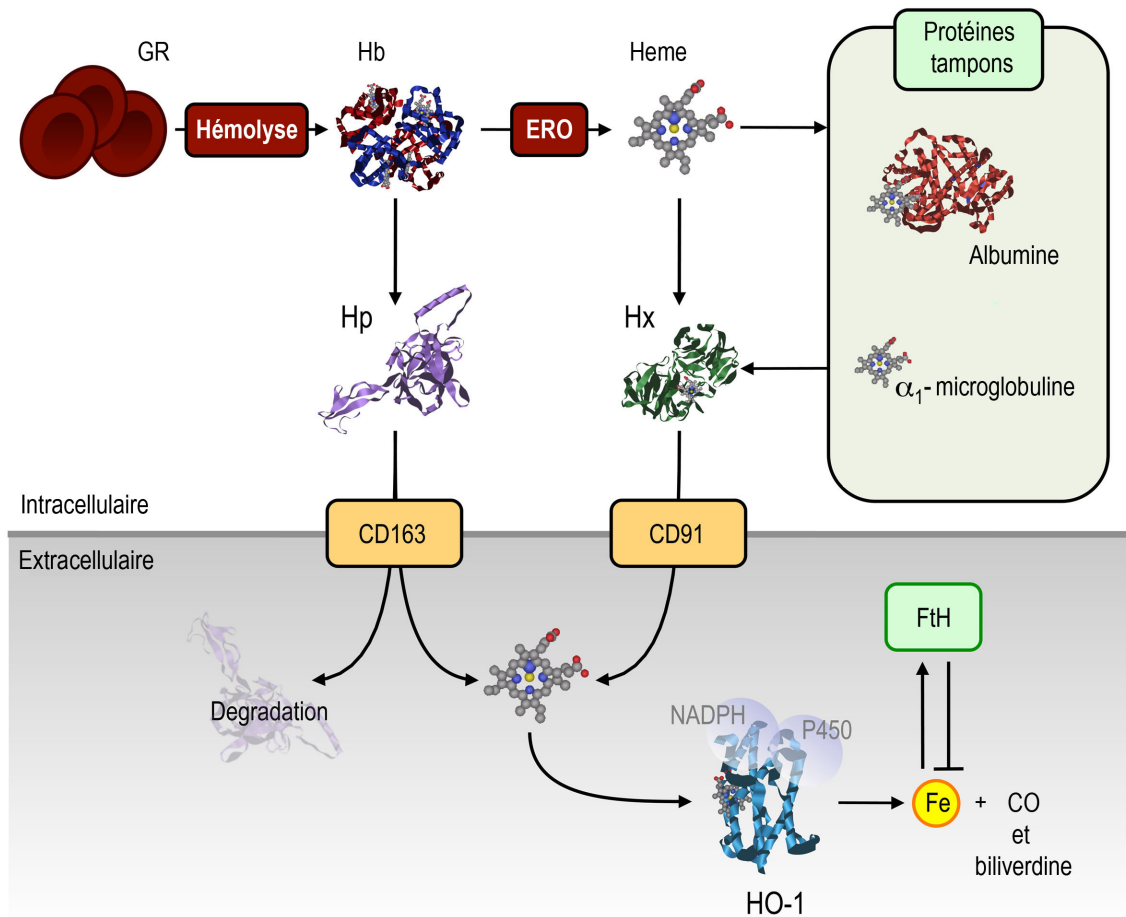 GR
Hb
Heme
Protéines
tampons
Hémolyse
ERO
Albumine
Hp
Hx
α1- microglobuline
Intracellulaire
CD163
CD91
Extracellulaire
FtH
Degradation
NADPH
P450
Fe + CO
et
biliverdine
HO-1